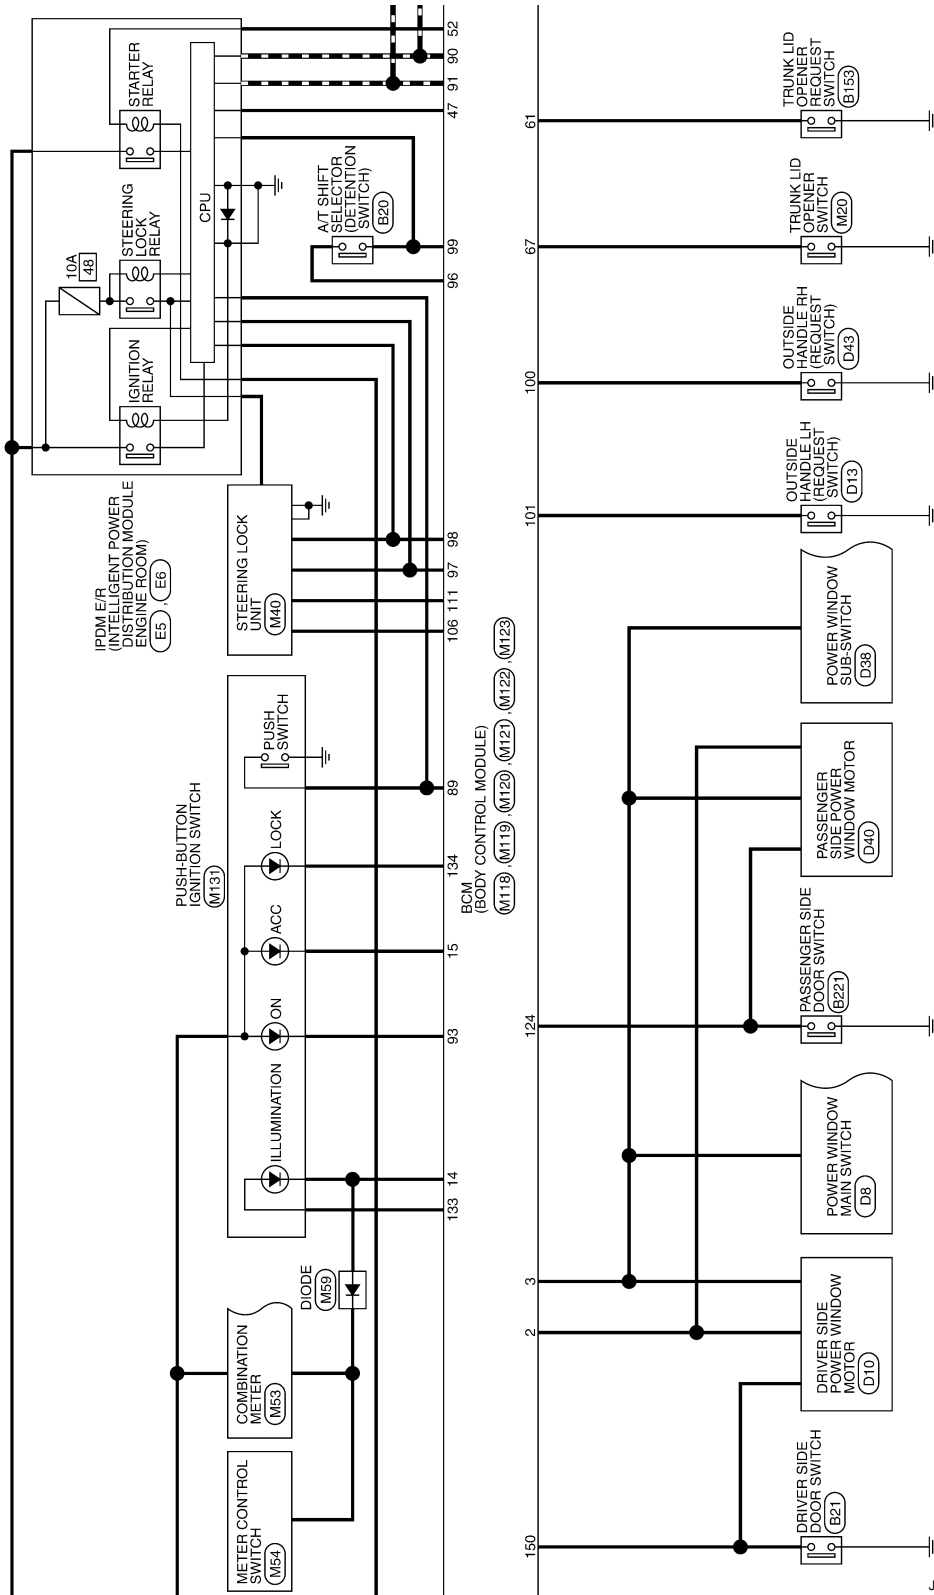 52
90
91
47
99
96
98
97
111
106
89
134
15
93
14
133
STARTER
RELAY
STEERING
LOCK
RELAY
10A
48
IGNITION
RELAY
CPU
A/T SHIFT
SELECTOR
(DETENTION
SWITCH)
B20
IPDM E/R
(INTELLIGENT POWER
DISTRIBUTION MODULE
ENGINE ROOM)
E5 , E6
STEERING LOCK
UNIT
M40
PUSH-BUTTON
IGNITION SWITCH
M131
PUSH
SWITCH
LOCK
ACC
ON
ILLUMINATION
DIODE
M59
COMBINATION
METER
M53
METER CONTROL
SWITCH
M54
BCM
(BODY CONTROL MODULE)
M118 , M119 , M120 , M121 , M122 , M123
61
67
100
101
124
3
2
150
TRUNK LID
OPENER
REQUEST
SWITCH
B153
TRUNK LID
OPENER
SWITCH
M20
OUTSIDE
HANDLE RH
(REQUEST
SWITCH)
D43
OUTSIDE
HANDLE LH
(REQUEST
SWITCH)
D13
POWER WINDOW
SUB-SWITCH
D38
PASSENGER
SIDE POWER
WINDOW MOTOR
D40
PASSENGER SIDE
DOOR SWITCH
B221
POWER WINDOW
MAIN SWITCH
D8
DRIVER SIDE
POWER WINDOW
MOTOR
D10
DRIVER SIDE
DOOR SWITCH
B21